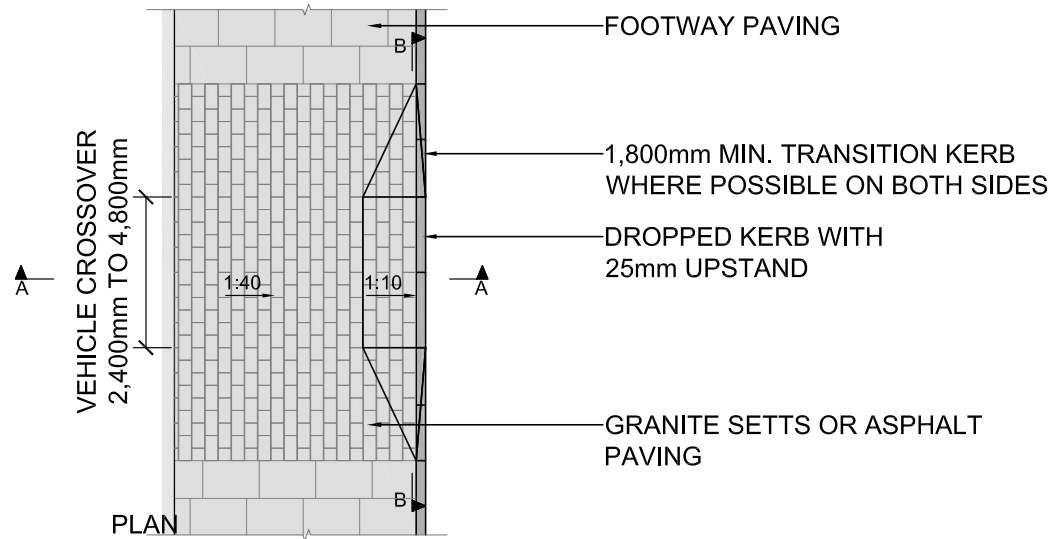 FOOTWAY PAVING
B
1,800mm MIN. TRANSITION KERB
WHERE POSSIBLE ON BOTH SIDES
VEHICLE CROSSOVER
2,400mm TO 4,800mm
DROPPED KERB WITH
25mm UPSTAND
A
1:40
1:10
A
GRANITE SETTS OR ASPHALT
PAVING
B
PLAN